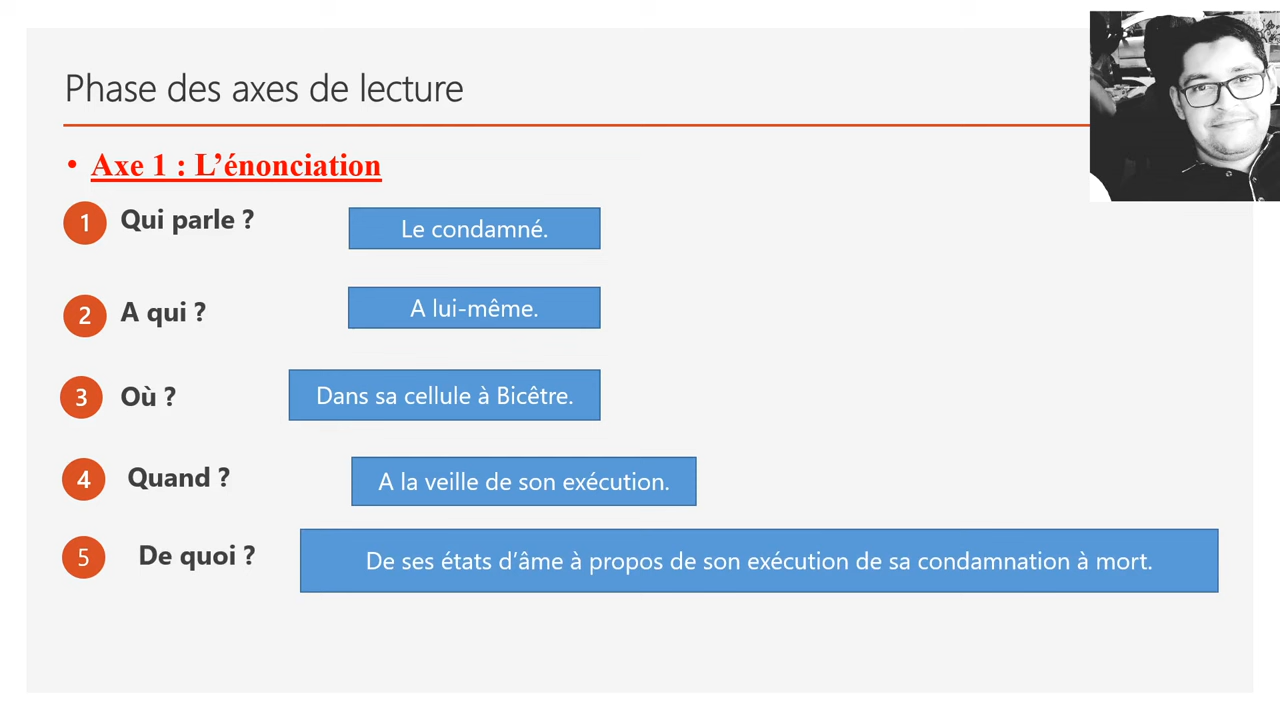 Phase des axes de lecture
• Axe 1 : L’énonciation
1 Qui parle ? Le condamné.
2 A qui ? A lui-même.
3 Où ? Dans sa cellule à Bicêtre.
4 Quand ? A la veille de son exécution.
5 De quoi ? De ses états d’âme à propos de son exécution de sa condamnation à mort.